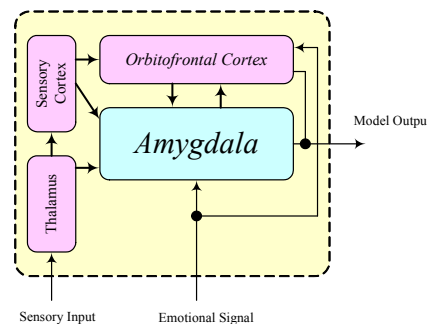 Orbitofrontal Cortex
Sensory
Cortex
Amygdala
Model Outpu
Thalamus
Sensory Input
Emotional Signal